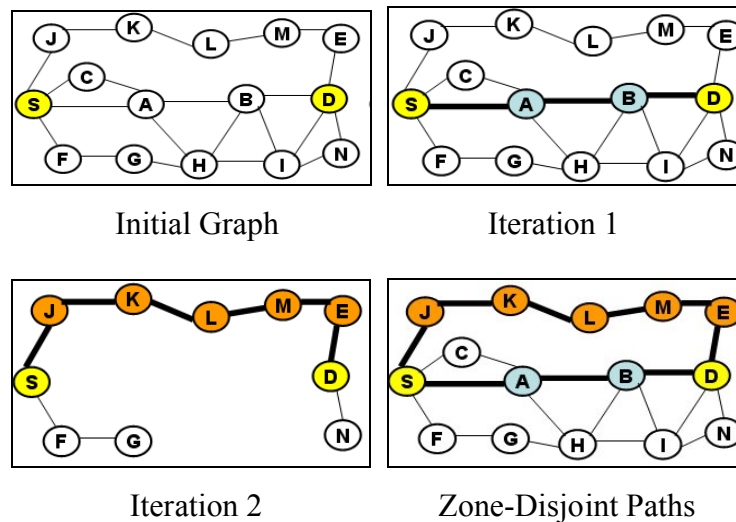 J K L M E
C
S A B D
F G H I N
J K L M E
C
S A B D
F G H I N
Initial Graph
Iteration 1
J K L M E
S D
F G N
J K L M E
C
S A B D
F G H I N
Iteration 2
Zone-Disjoint Paths